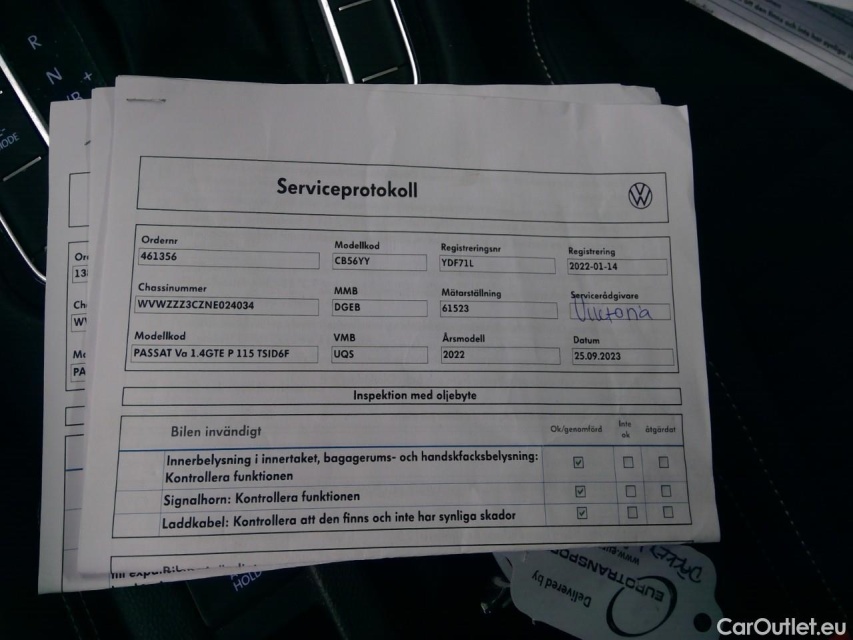 R
N
+
Serviceprotokoll
Ordernr
461356
Modellkod
CB56YY
Registreringsnr
YDF71L
Registrering
2022-01-14
Chassinummer
WVWZZZ3CZNE024034
MMB
DGEB
Mätarställning
61523
Servicerådgivare
Victoria
Modellkod
PASSAT Va 1.4GTE P 115 TSID6F
VMB
UQS
Årsmodell
2022
Datum
25.09.2023
Inspektion med oljebyte
Bilen invändigt
Ok/genomförd
Inte ok
åtgärdat
Innerbelysning i innertaket, bagagerums- och handskfacksbelysning:
Kontrollera funktionen
Signalhorn: Kontrollera funktionen
Laddkabel: Kontrollera att den finns och inte har synliga skador
HOLD
Delivered by
EUROTRANSPO
CarOutlet.eu